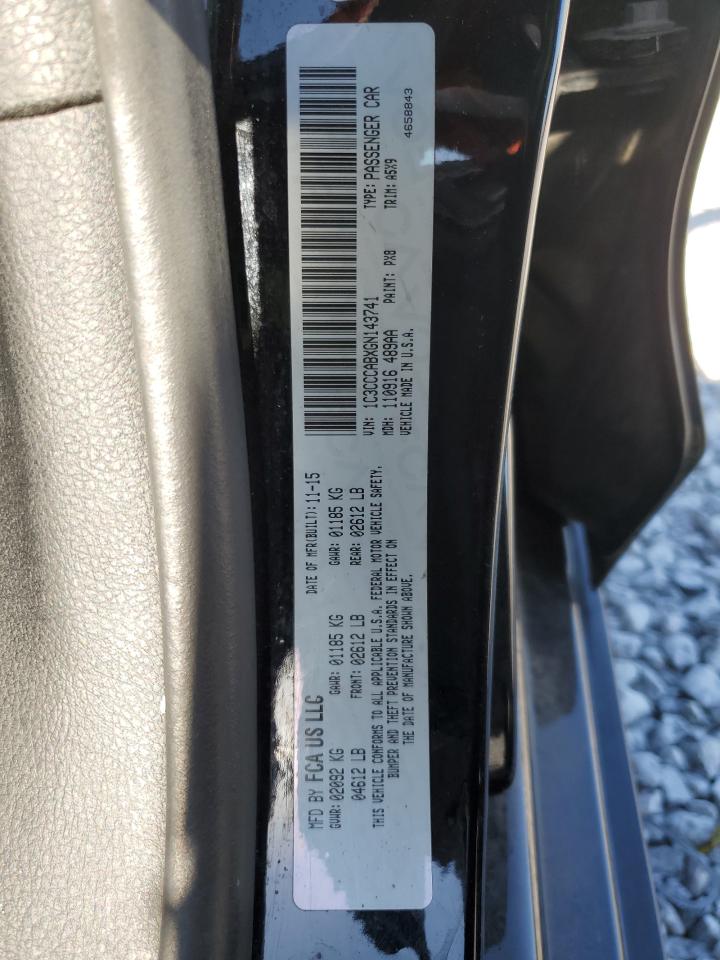 MFD BY FCA US LLC DATE OF MFR(BUILT): 11-15
GVWR: 02092 KG GAWR: 01185 KG GAWR: 01185 KG
04612 LB FRONT: 02612 LB REAR: 02612 LB
THIS VEHICLE CONFORMS TO ALL APPLICABLE U.S.A. FEDERAL MOTOR VEHICLE SAFETY,
BUMPER AND THEFT PREVENTION STANDARDS IN EFFECT ON
THE DATE OF MANUFACTURE SHOWN ABOVE.
VIN: 1C3CCCABXGN143741 TYPE: PASSENGER CAR
MDH: 110916 489AA PAINT: PX8 TRIM: A5X9
VEHICLE MADE IN U.S.A. 4658843